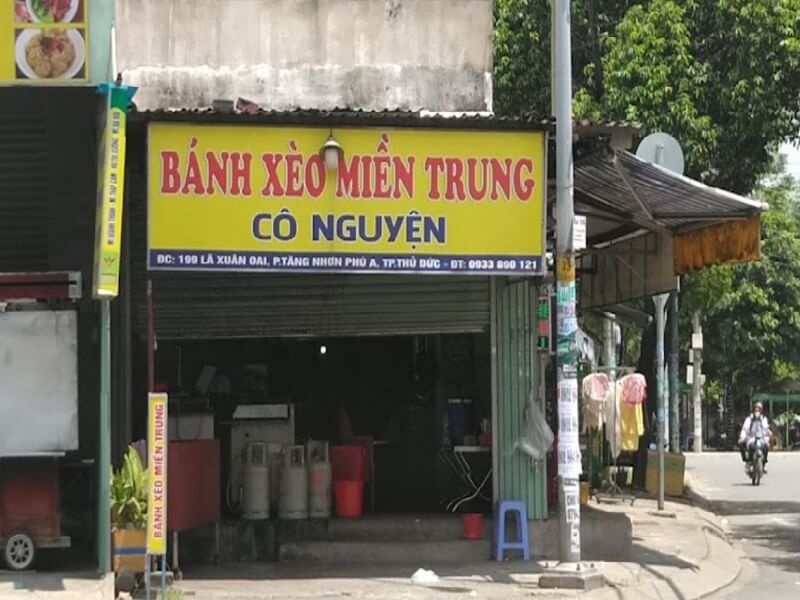 BÁNH XÈO MIỀN TRUNG
CÔ NGUYỆN
ĐC: 199 LÃ XUÂN OAI, P.TĂNG NHƠN PHÚ A, TP.THỦ ĐỨC - ĐT: 0933 890 121
BÁNH XÈO MIỀN TRUNG